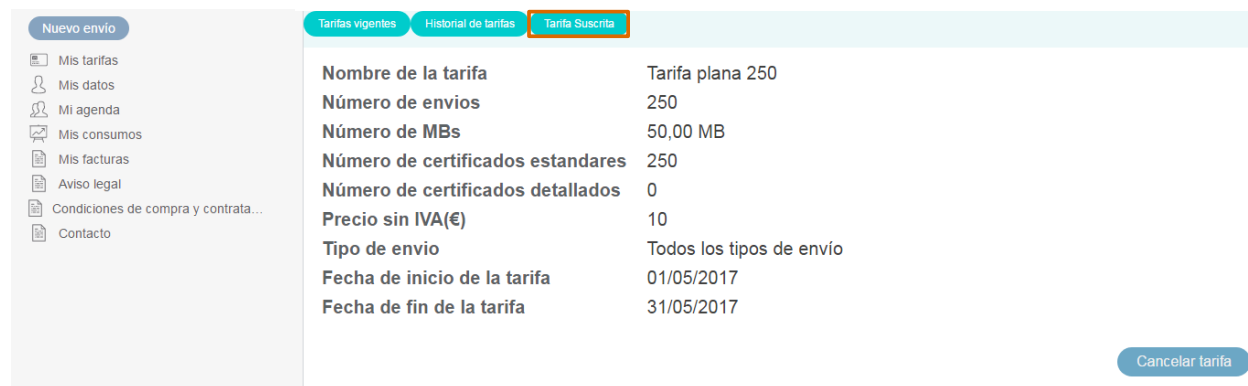 Nuevo envío
Mis tarifas
Mis datos
Mi agenda
Mis consumos
Mis facturas
Aviso legal
Condiciones de compra y contrata...
Contacto
Tarifas vigentes Historial de tarifas Tarifa Suscrita
Nombre de la tarifa Tarifa plana 250
Número de envios 250
Número de MBs 50,00 MB
Número de certificados estandares 250
Número de certificados detallados 0
Precio sin IVA(€) 10
Tipo de envio Todos los tipos de envío
Fecha de inicio de la tarifa 01/05/2017
Fecha de fin de la tarifa 31/05/2017
Cancelar tarifa